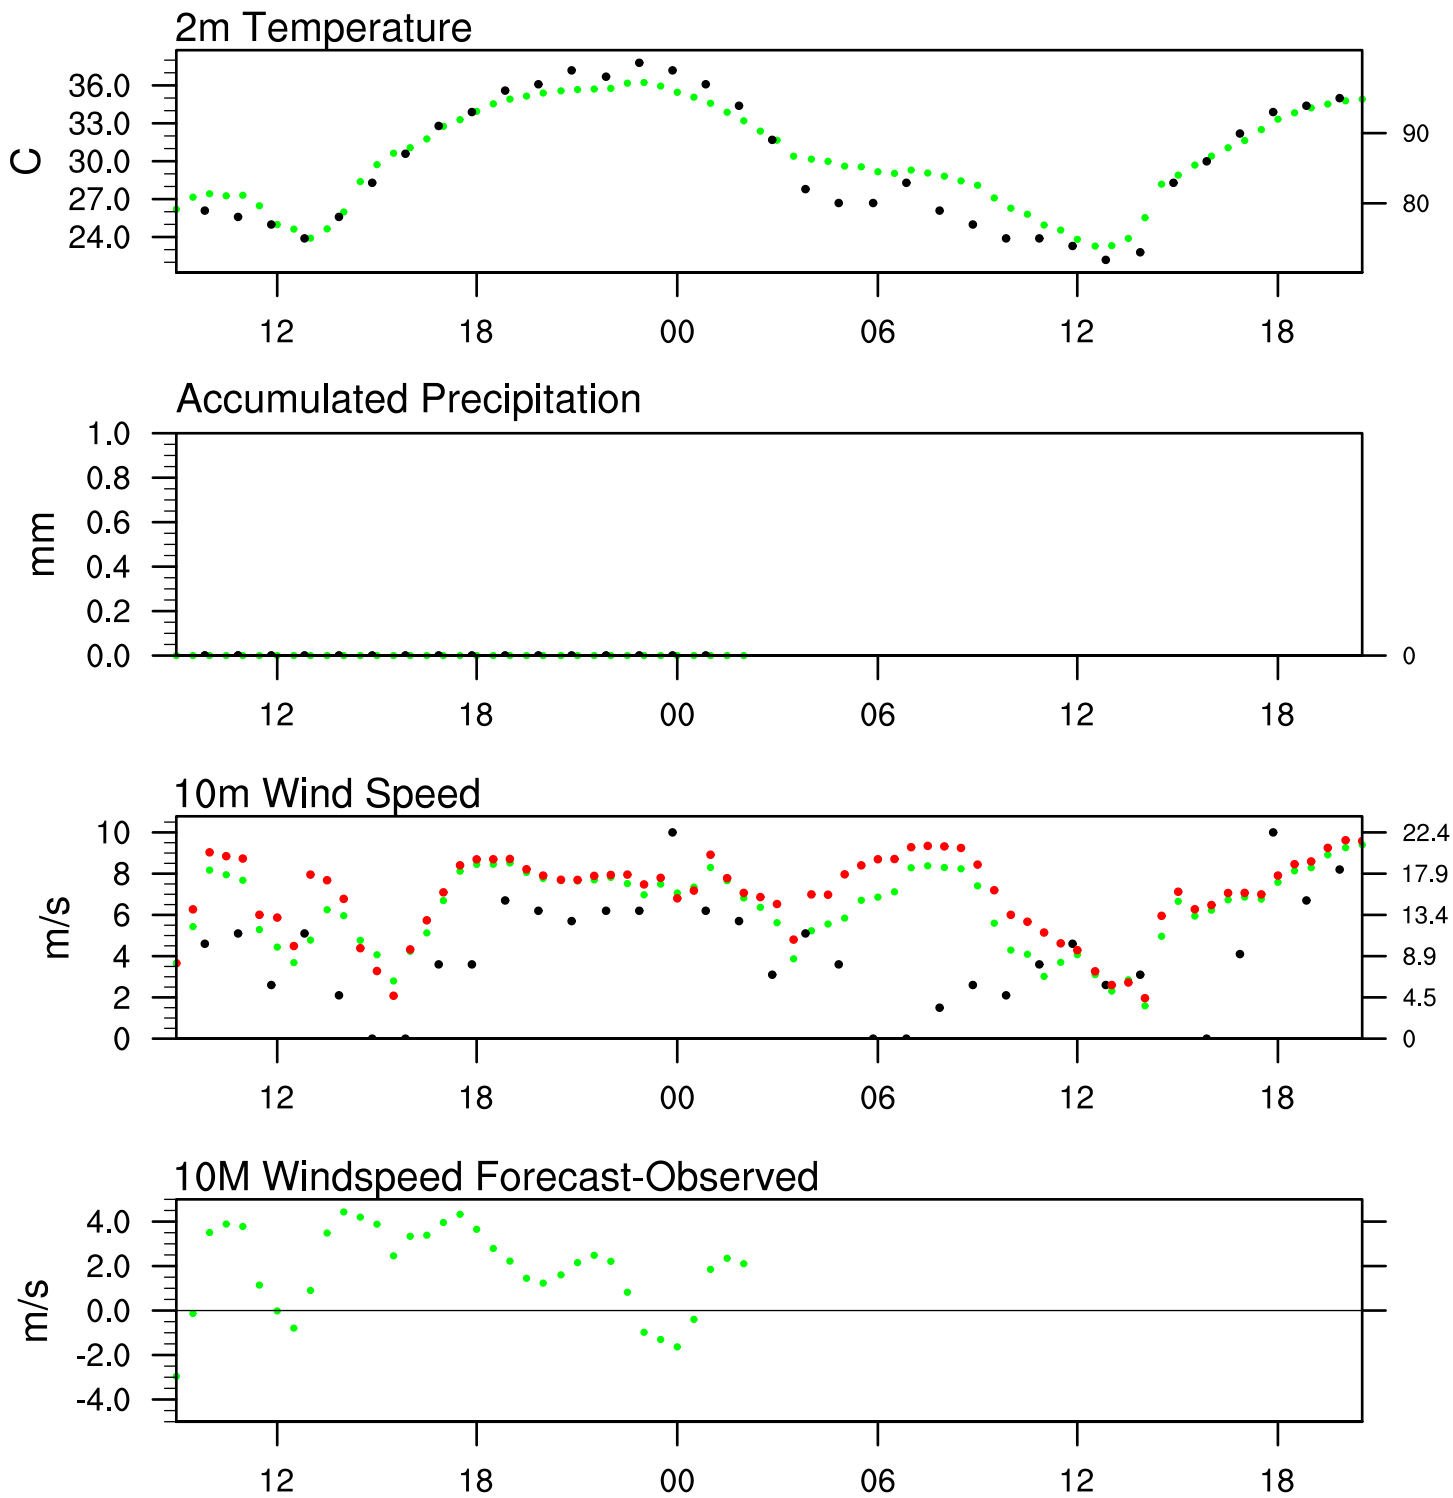 2m Temperature
36.0
33.0
90
30.0
C
27.0
80
24.0
12 18 00 06 12 18
Accumulated Precipitation
1.0
0.8
0.6
mm
0.4
0.2
0.0 0
12 18 00 06 12 18
10m Wind Speed
10 22.4
8 17.9
6 13.4
m/s
4 8.9
2 4.5
0 0
12 18 00 06 12 18
10M Windspeed Forecast-Observed
4.0
2.0
0.0
m/s
-2.0
-4.0
12 18 00 06 12 18